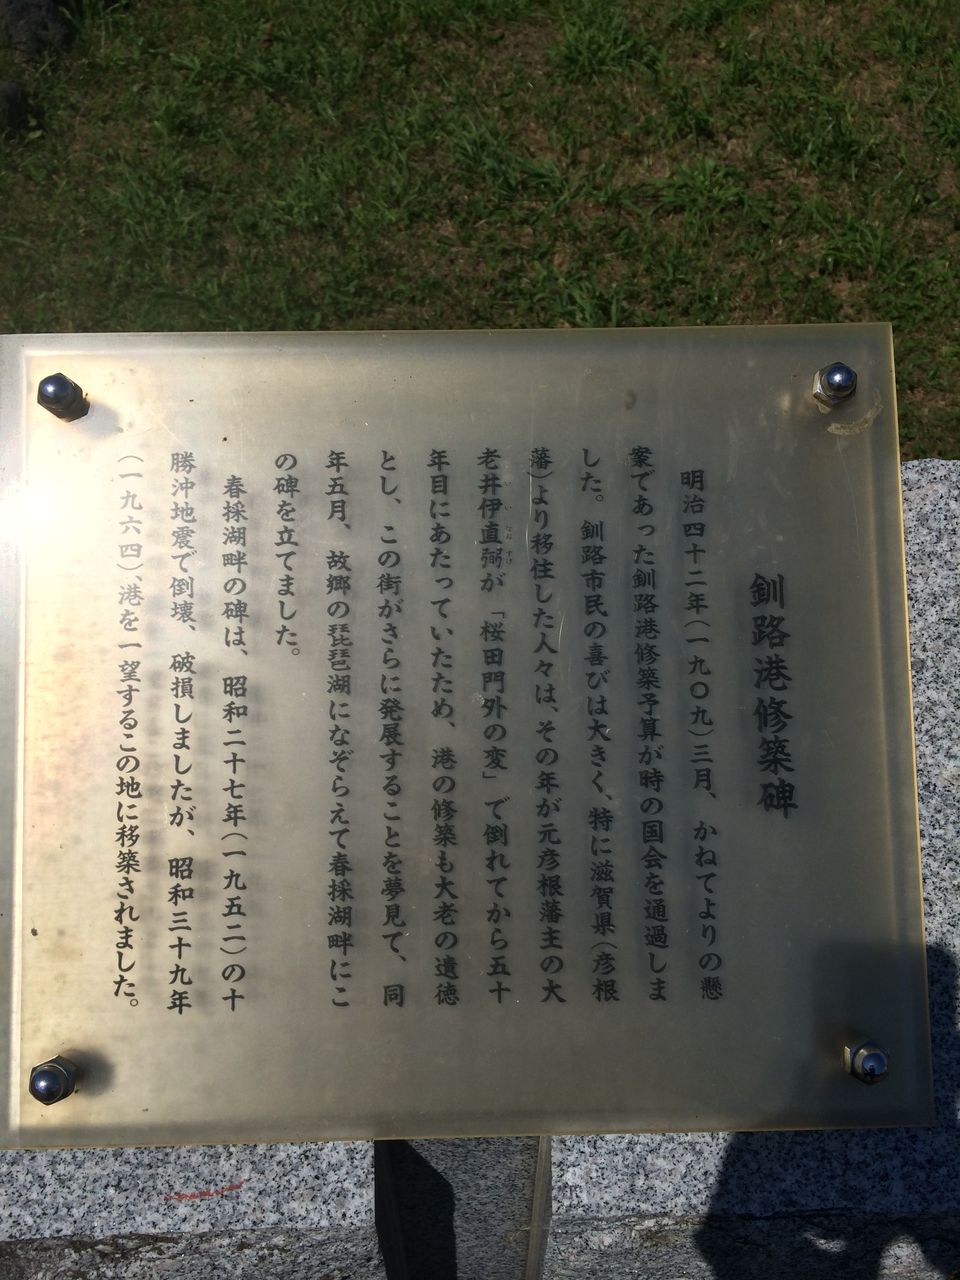 釧路港修築碑
明治四十二年(一九〇九)三月、かねてよりの懸
案であった釧路港修築予算が時の国会を通過しま
した。釧路市民の喜びは大きく、特に滋賀県(彦根
藩)より移住した人々は、その年が元彦根藩主の大
老井伊直弼が「桜田門外の変」で倒れてから五十
年目にあたっていたため、港の修築も大老の遺徳
とし、この街がさらに発展することを夢見て、同
年五月、故郷の琵琶湖になぞらえて春採湖畔にこ
の碑を立てました。
春採湖畔の碑は、昭和二十七年(一九五二)の十
勝沖地震で倒壊、破損しましたが、昭和三十九年
(一九六四)、港を一望するこの地に移築されました。